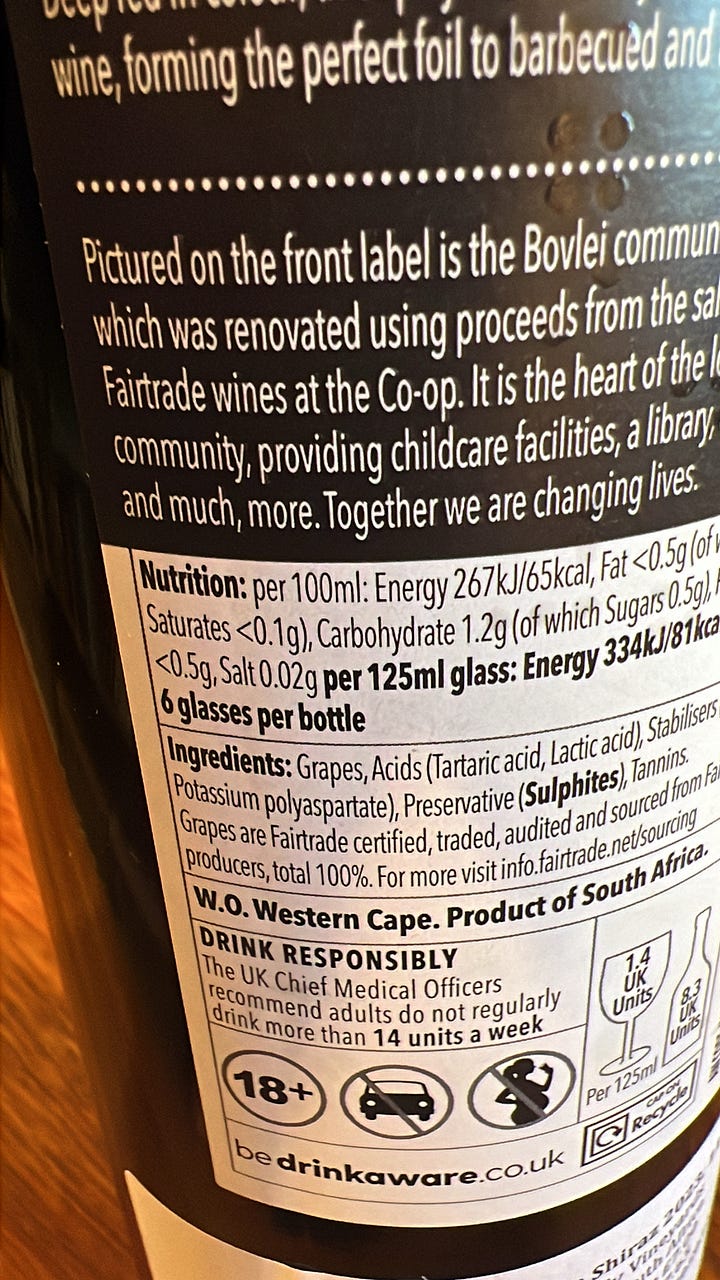 wine, forming the perfect foil to barbecued and
Pictured on the front label is the Bovlei commun
which was renovated using proceeds from the sal
Fairtrade wines at the Co-op. It is the heart of the l
community, providing childcare facilities, a library,
and much, more. Together we are changing lives.
Nutrition: per 100ml: Energy 267kJ/65kcal, Fat <0.5g (of w
Saturates <0.1g), Carbohydrate 1.2g (of which Sugars 0.5g),
<0.5g, Salt 0.02g per 125ml glass: Energy 334kJ/81kca
6 glasses per bottle
Ingredients: Grapes, Acids (Tartaric acid, Lactic acid), Stabilisers
Potassium polyaspartate), Preservative (Sulphites), Tannins.
Grapes are Fairtrade certified, traded, audited and sourced from Fai
producers, total 100%. For more visit info.fairtrade.net/sourcing
W.O. Western Cape. Product of South Africa.
DRINK RESPONSIBLY
The UK Chief Medical Officers
recommend adults do not regularly
drink more than 14 units a week
1.4
UK
Units
8.3
UK
Units
Per 125ml
18+
CAP ON
Recycle
bedrinkaware.co.uk
Shiraz